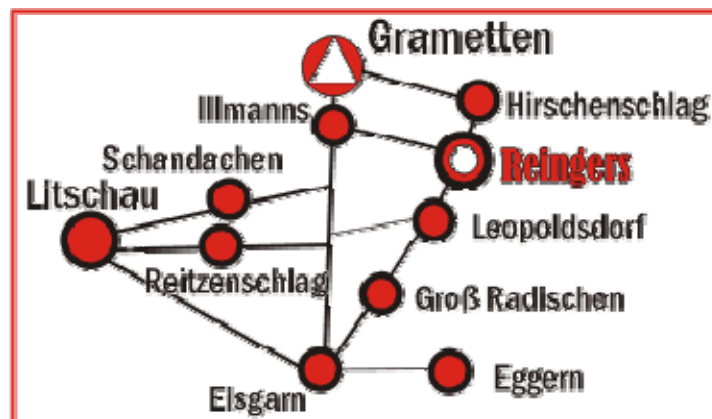 Grametten
Illmanns
Hirschenschlag
Schandachen
Reingers
Litschau
Leopoldsdorf
Reitzenschlag
Groß Radischen
Elsgarn
Eggern